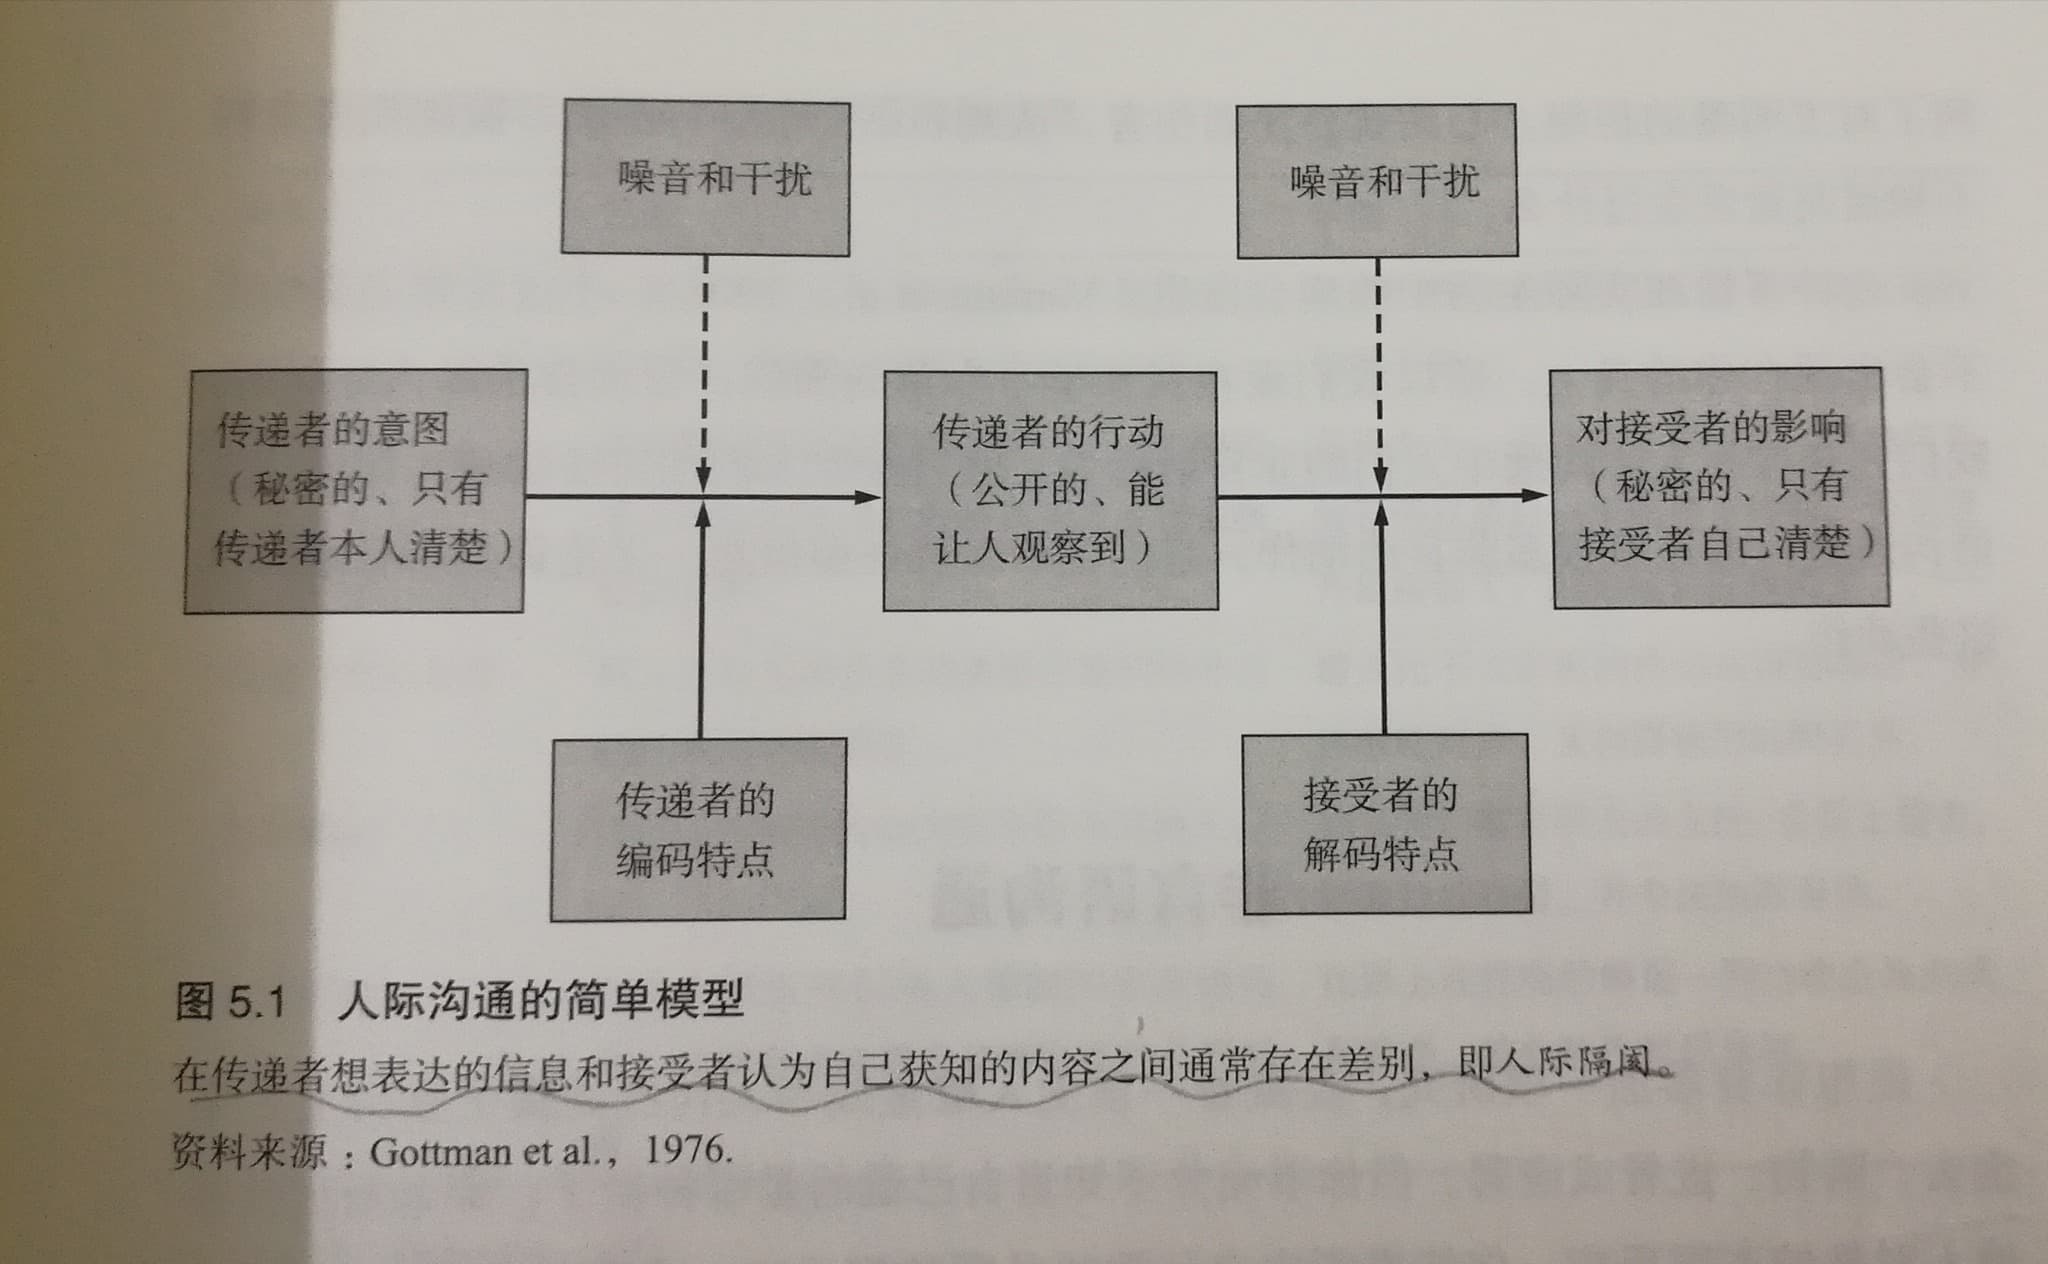 噪音和干扰
噪音和干扰
传递者的意图
（秘密的、只有
传递者本人清楚）
传递者的行动
（公开的、能
让人观察到）
对接受者的影响
（秘密的、只有
接受者自己清楚）
传递者的
编码特点
接受者的
解码特点
图 5.1 人际沟通的简单模型
在传递者想表达的信息和接受者认为自己获知的内容之间通常存在差别，即人际隔阂。
资料来源：Gottman et al.，1976.